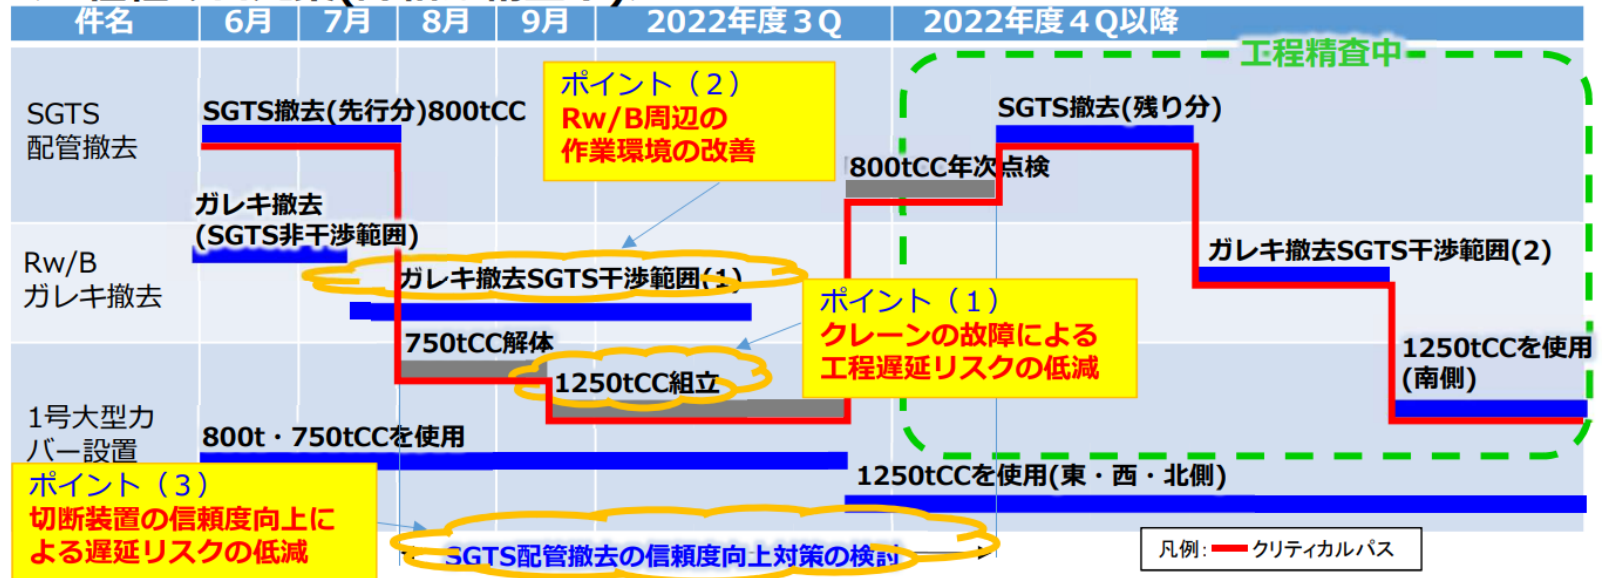 件名
6月
7月
8月
9月
2022年度３Q
2022年度４Q以降
工程精査中
SGTS
配管撤去
SGTS撤去(先行分)800tCC
ポイント（２）
Rw/B周辺の
作業環境の改善
SGTS撤去(残り分)
800tCC年次点検
ガレキ撤去
(SGTS非干渉範囲)
Rw/B
ガレキ撤去
ガレキ撤去SGTS干渉範囲(1)
ガレキ撤去SGTS干渉範囲(2)
ポイント（１）
クレーンの故障による
工程遅延リスクの低減
750tCC解体
1250tCC組立
1250tCCを使用
(南側)
1号大型カ
バー設置
800t・750tCCを使用
1250tCCを使用(東・西・北側)
ポイント（３）
切断装置の信頼度向上に
よる遅延リスクの低減
SGTS配管撤去の信頼度向上対策の検討
凡例:
クリティカルパス